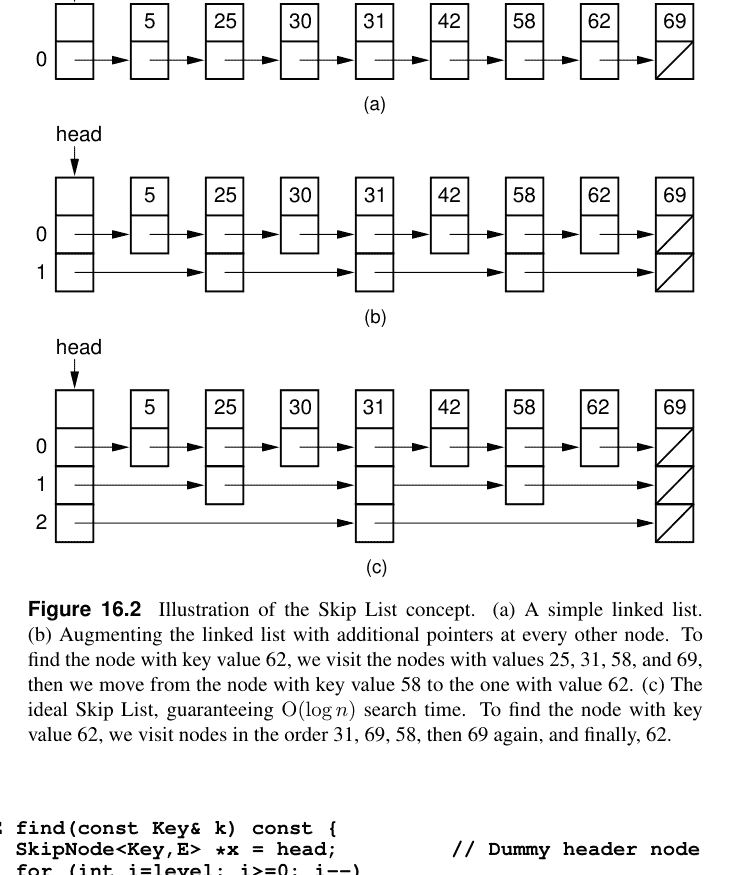 5 25 30 31 42 58 62 69
0
(a)
head
5 25 30 31 42 58 62 69
0
1
(b)
head
5 25 30 31 42 58 62 69
0
1
2
(c)
Figure 16.2 Illustration of the Skip List concept. (a) A simple linked list.
(b) Augmenting the linked list with additional pointers at every other node. To
find the node with key value 62, we visit the nodes with values 25, 31, 58, and 69,
then we move from the node with key value 58 to the one with value 62. (c) The
ideal Skip List, guaranteeing O(log n) search time. To find the node with key
value 62, we visit nodes in the order 31, 69, 58, then 69 again, and finally, 62.
find(const Key& k) const {
SkipNode<Key,E> *x = head; // Dummy header node
for (int i=level; i>=0; i--)